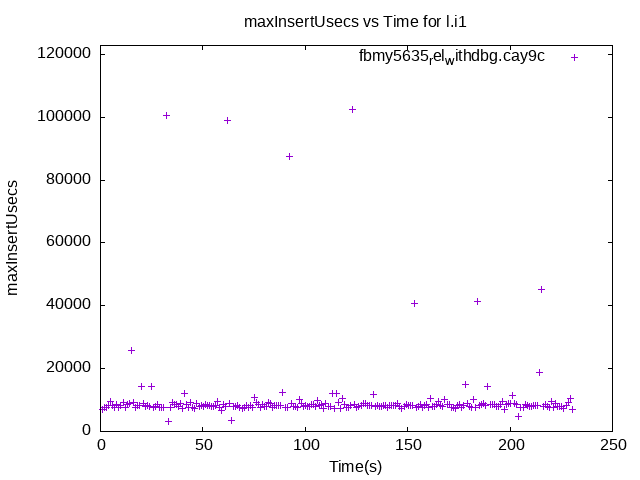 maxInsertUsecs vs Time for l.i1
120000
fbmy5635relwithdbg.cay9c
100000
80000
maxInsertUsecs
60000
40000
20000
0
0 50 100 150 200 250
Time(s)